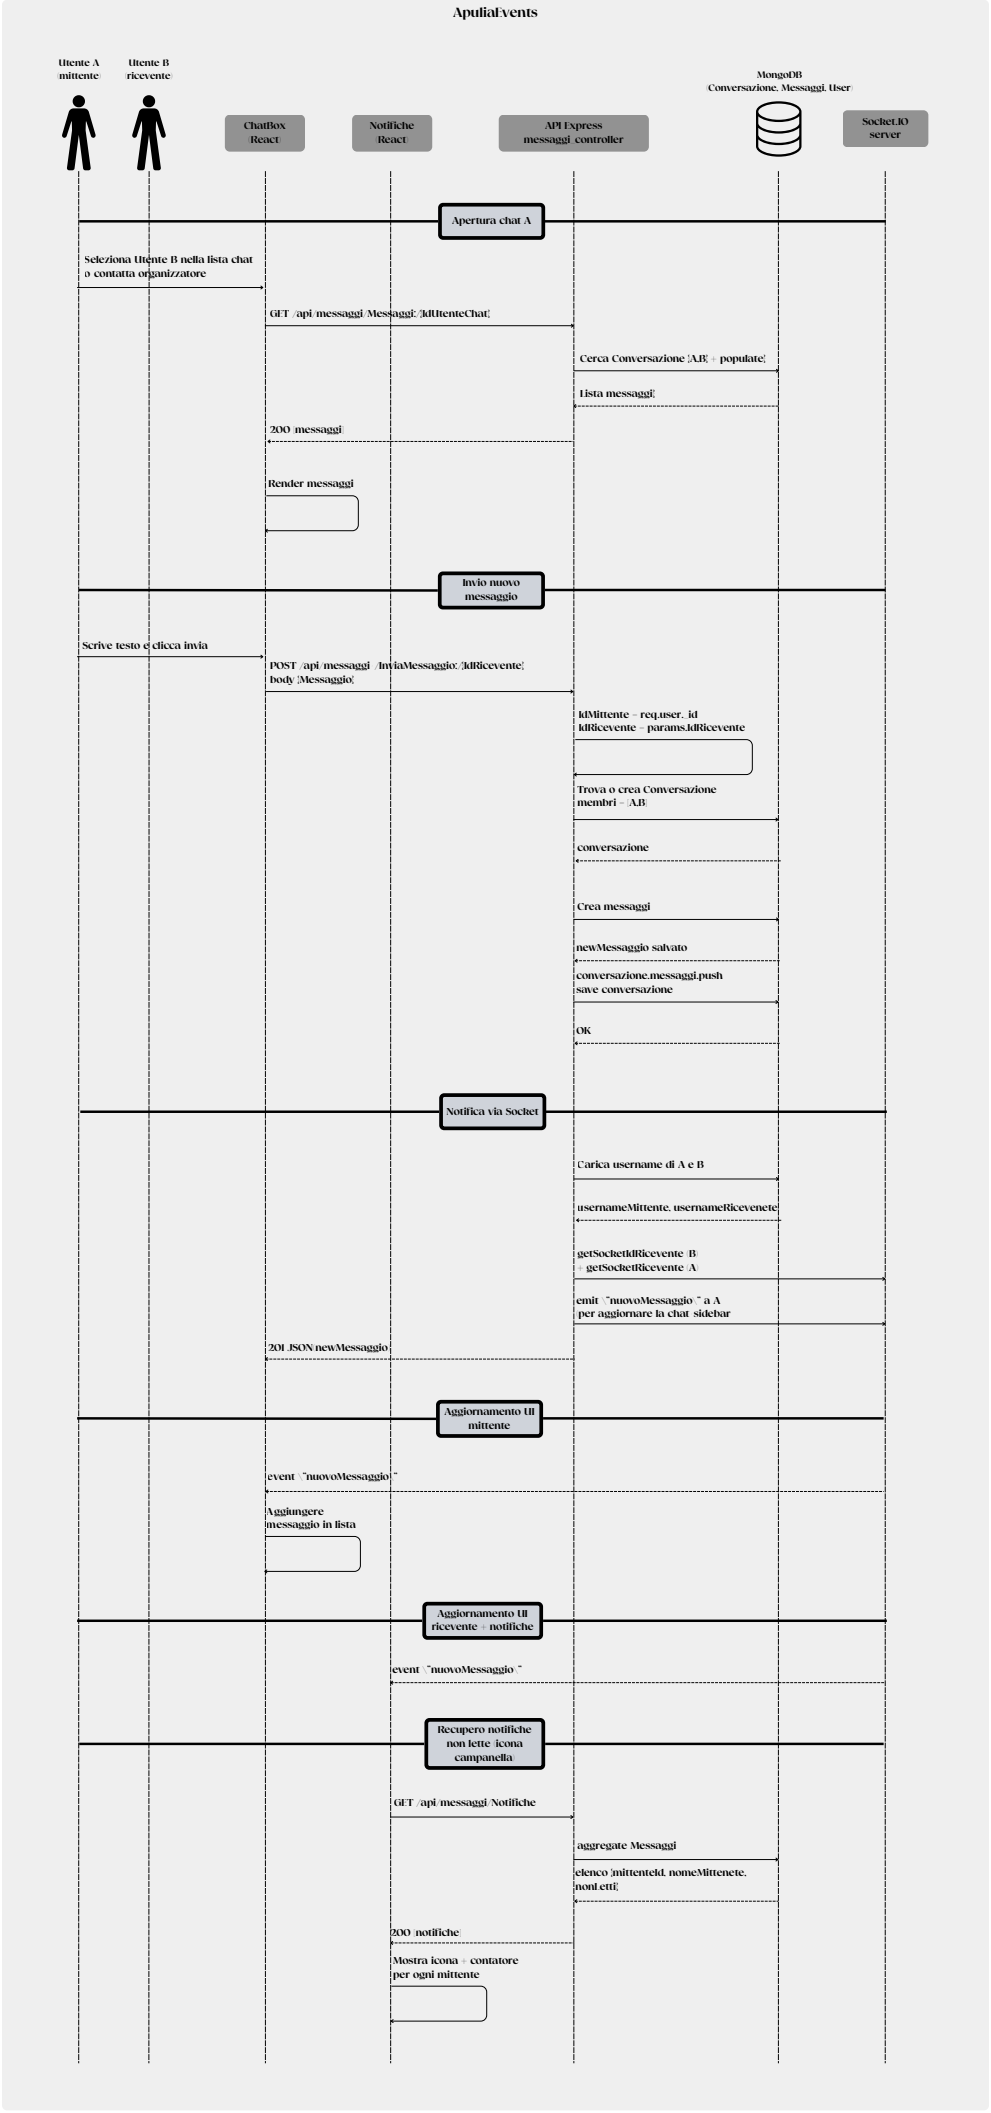 ApuliaEvents
Utente A
(mittente)
Utente B
(ricevente)
ChatBox
(React)
Notifiche
(React)
API Express
messaggi_controller
MongoDB
(Conversazione, Messaggi, User)
Socket.IO
server
Apertura chat A
Seleziona Utente B nella lista chat
o contatta organizzatore
GET /api/messaggi/Messaggi:/{IdUtenteChat}
Cerca Conversazione {A,B} + populate}
Lista messaggi}
200 [messaggi]
Render messaggi
Invio nuovo
messaggio
Scrive testo e clicca invia
POST /api/messaggi /InviaMessaggio:/{IdRicevente}
body {Messaggio}
IdMittente = req.user._id
IdRicevente = params.IdRicevente
Trova o crea Conversazione
membri = [A,B]
conversazione
Crea messaggi
newMessaggio salvato
conversazione.messaggi.push
save conversazione
OK
Notifica via Socket
Carica username di A e B
usernameMittente, usernameRicevenete
getSocketIdRicevente (B)
+ getSocketRicevente (A)
emit \"nuovoMessaggio\" a A
(per aggiornare la chat/sidebar
201 JSON(newMessaggio)
Aggiornamento UI
mittente
event \"nuovoMessaggio\"
Aggiungere
messaggio in lista
Aggiornamento UI
ricevente + notifiche
event \"nuovoMessaggio\"
Recupero notifiche
non lette (icona
campanella)
GET /api/messaggi/Notifiche
aggregate Messaggi
elenco {mittenteId, nomeMittenete,
nonLetti}
200 [notifiche]
Mostra icona + contatore
per ogni mittente